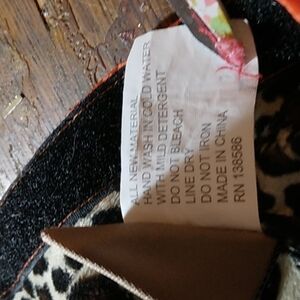 ALL NEW MATERIAL
HAND WASH IN COLD WATER
WITH MILD DETERGENT
DO NOT BLEACH
LINE DRY
DO NOT IRON
MADE IN CHINA
RN 138586